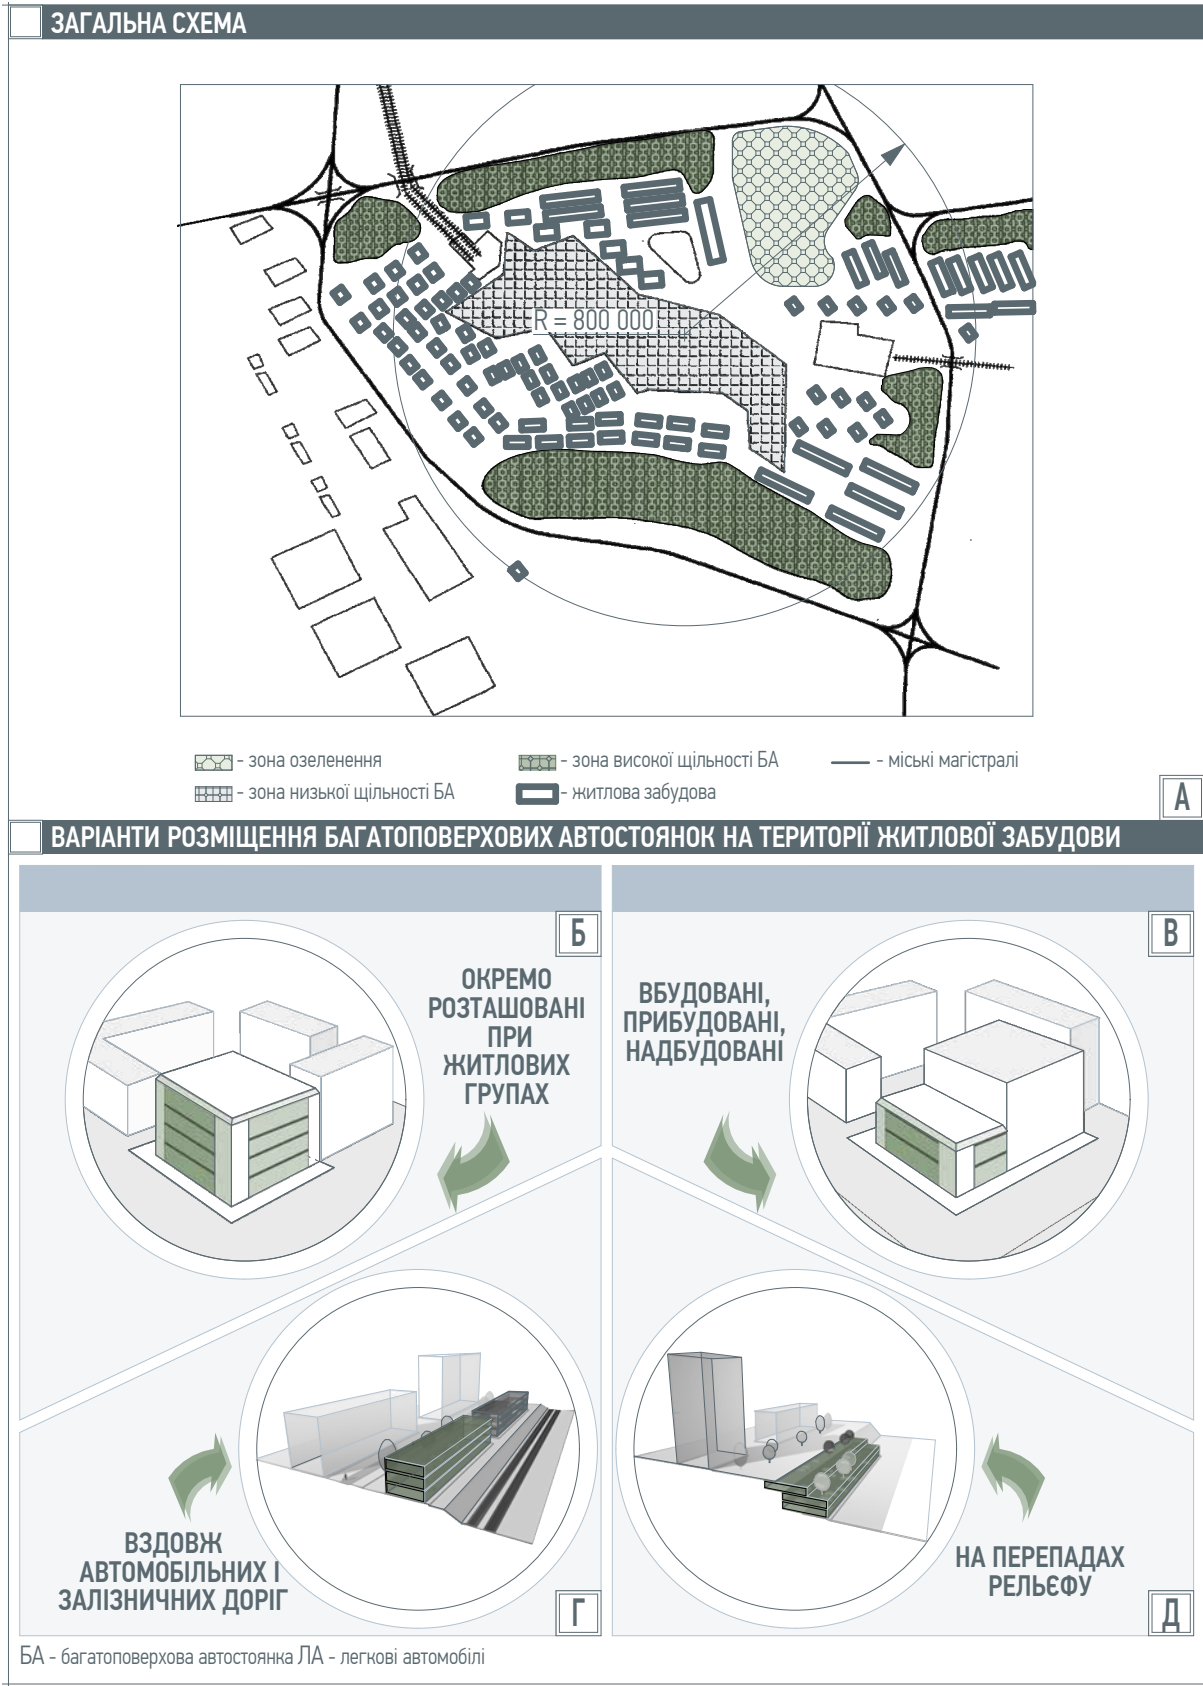 ЗАГАЛЬНА СХЕМА
R = 800 000
- зона озеленення
- зона високої щільності БА
- міські магістралі
- зона низької щільності БА
- житлова забудова
А
ВАРІАНТИ РОЗМІЩЕННЯ БАГАТОПОВЕРХОВИХ АВТОСТОЯНОК НА ТЕРИТОРІЇ ЖИТЛОВОЇ ЗАБУДОВИ
Б
ОКРЕМО
РОЗТАШОВАНІ
ПРИ
ЖИТЛОВИХ
ГРУПАХ
В
ВБУДОВАНІ,
ПРИБУДОВАНІ,
НАДБУДОВАНІ
ВЗДОВЖ
АВТОМОБІЛЬНИХ І
ЗАЛІЗНИЧНИХ ДОРІГ
Г
НА ПЕРЕПАДАХ
РЕЛЬЄФУ
Д
БА - багатоповерхова автостоянка ЛА - легкові автомобілі